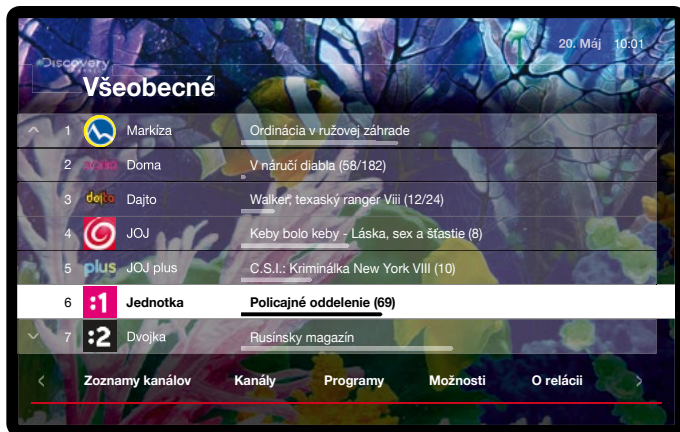 20. Máj 10:01
Discovery
Všeobecné
1 Markíza Ordinácia v ružovej záhrade
2 Doma V náručí diabla (58/182)
3 dajto Dajto Walker, texaský ranger Viii (12/24)
4 JOJ Keby bolo keby - Láska, sex a šťastie (8)
5 plus JOJ plus C.S.I.: Kriminálka New York VIII (10)
6 :1 Jednotka Policajné oddelenie (69)
7 :2 Dvojka Rusínsky magazín
Zoznamy kanálov Kanály Programy Možnosti O relácii